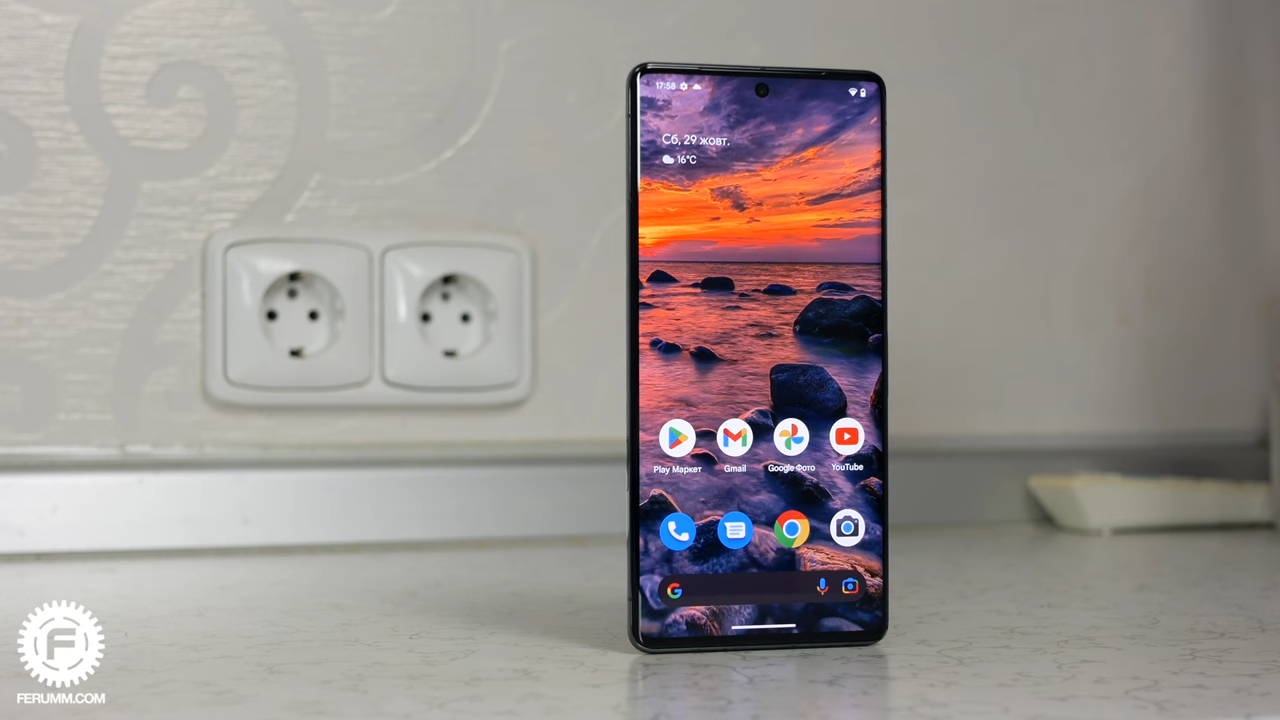 17:58
Сб, 29 жовт.
16°C
Play Маркет
Gmail
Google Фото
YouTube
G
F
FERUMM.COM